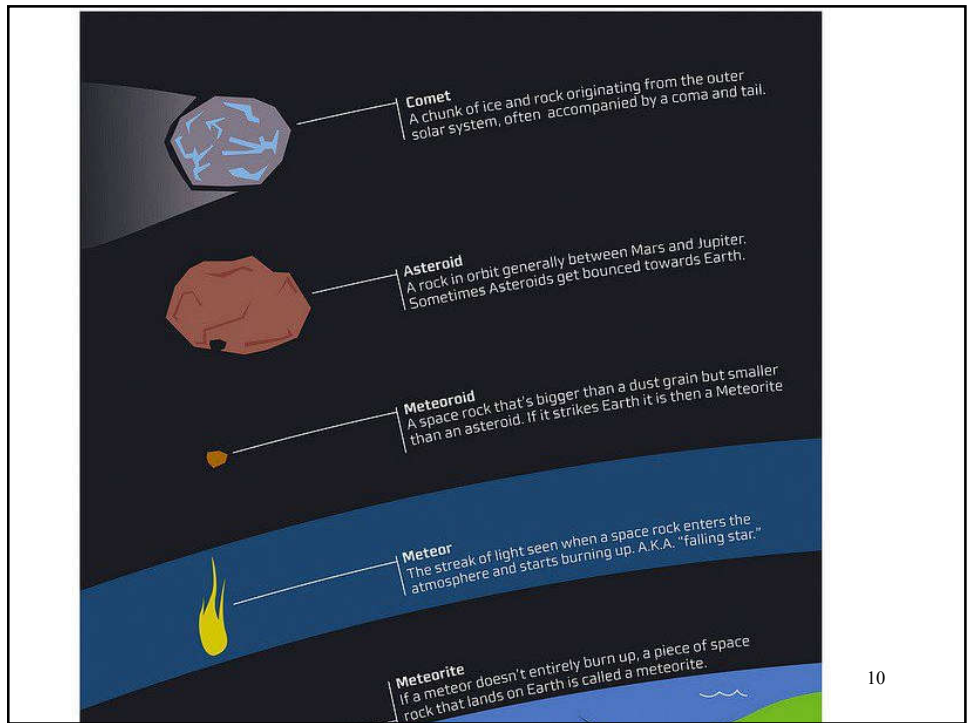 Comet
A chunk of ice and rock originating from the outer
solar system, often accompanied by a coma and tail.
Asteroid
A rock in orbit generally between Mars and Jupiter.
Sometimes Asteroids get bounced towards Earth.
Meteoroid
A space rock that's bigger than a dust grain but smaller
than an asteroid. If it strikes Earth it is then a Meteorite
Meteor
The streak of light seen when a space rock enters the
atmosphere and starts burning up. A.K.A. “falling star.”
Meteorite
If a meteor doesn't entirely burn up, a piece of space
rock that lands on Earth is called a meteorite.
10